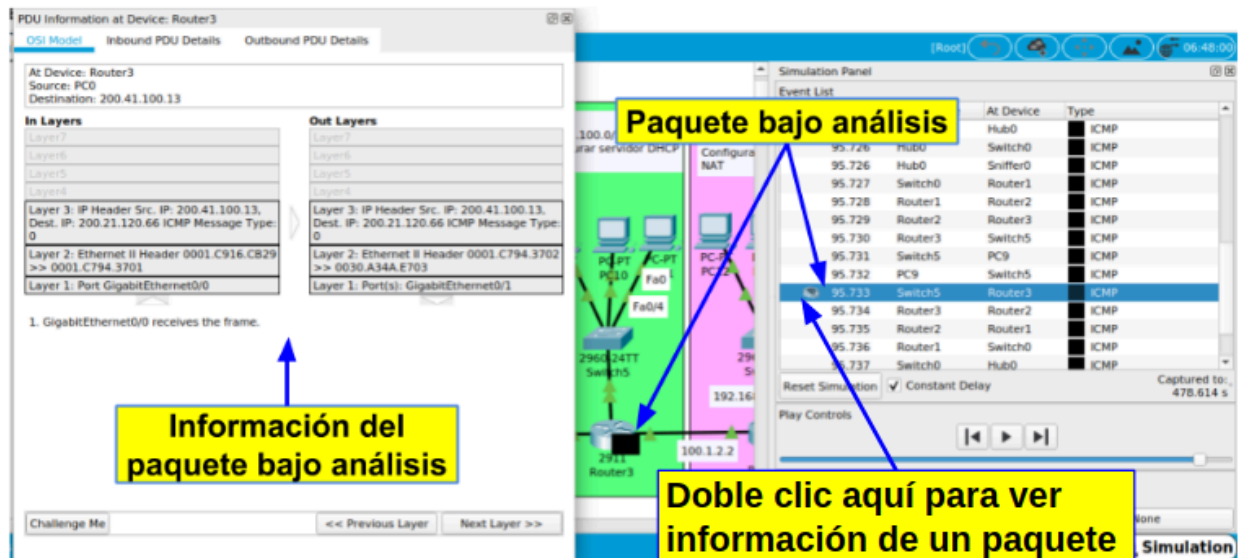 PDU Information at Device: Router3
OSI Model Inbound PDU Details Outbound PDU Details
At Device: Router3
Source: PC0
Destination: 200.41.100.13
In Layers
Layer7
Layer6
Layer5
Layer4
Layer 3: IP Header Src. IP: 200.41.100.13,
Dest. IP: 200.21.120.66 ICMP Message Type:
0
Layer 2: Ethernet II Header 0001.C916.CB29
>> 0001.C794.3701
Layer 1: Port GigabitEthernet0/0
Out Layers
Layer7
Layer6
Layer5
Layer4
Layer 3: IP Header Src. IP: 200.41.100.13,
Dest. IP: 200.21.120.66 ICMP Message Type:
0
Layer 2: Ethernet II Header 0001.C794.3702
>> 0030.A34A.E703
Layer 1: Port(s): GigabitEthernet0/1
1. GigabitEthernet0/0 receives the frame.
Información del
paquete bajo análisis
Challenge Me
<< Previous Layer
Next Layer >>
[Root]
06:48:00
.100.0/
urar servidor DHCP
Configura
NAT
PC-PT
PC10
PC-PT
Fa0
Fa0/4
PC-PT
2960-24TT
Switch5
296
192.16
100.1.2.2
2911
Router3
Paquete bajo análisis
Simulation Panel
Event List
At Device Type
Hub0 ICMP
95.726 Hub0 Switch0 ICMP
95.726 Hub0 Sniffer0 ICMP
95.727 Switch0 Router1 ICMP
95.728 Router1 Router2 ICMP
95.729 Router2 Router3 ICMP
95.730 Router3 Switch5 ICMP
95.731 Switch5 PC9 ICMP
95.732 PC9 Switch5 ICMP
95.733 Switch5 Router3 ICMP
95.734 Router3 Router2 ICMP
95.735 Router2 Router1 ICMP
95.736 Router1 Switch0 ICMP
95.737 Switch0 Hub0 ICMP
Reset Simulation Constant Delay
Captured to:
478.614 s
Play Controls
Doble clic aquí para ver
información de un paquete
None
Simulation